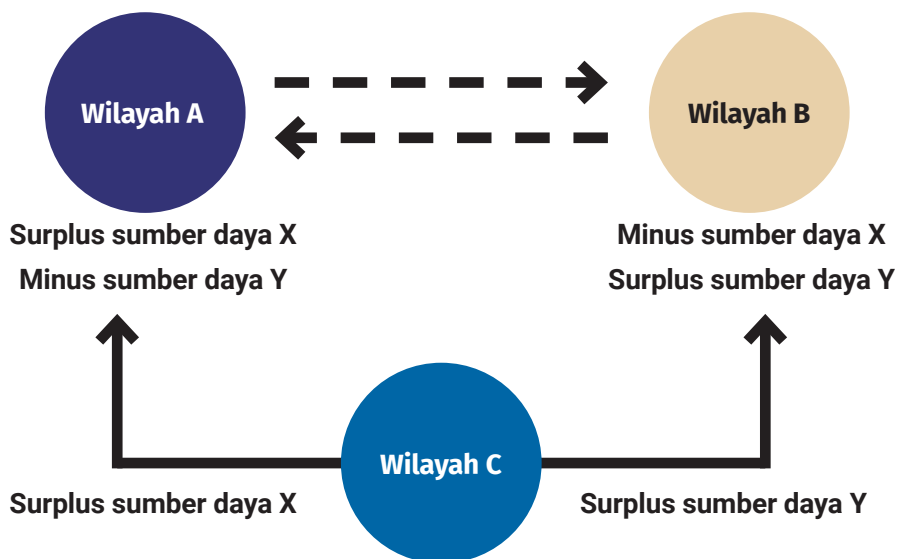 Wilayah A
Wilayah B
Surplus sumber daya X
Minus sumber daya Y
Minus sumber daya X
Surplus sumber daya Y
Wilayah C
Surplus sumber daya X
Surplus sumber daya Y